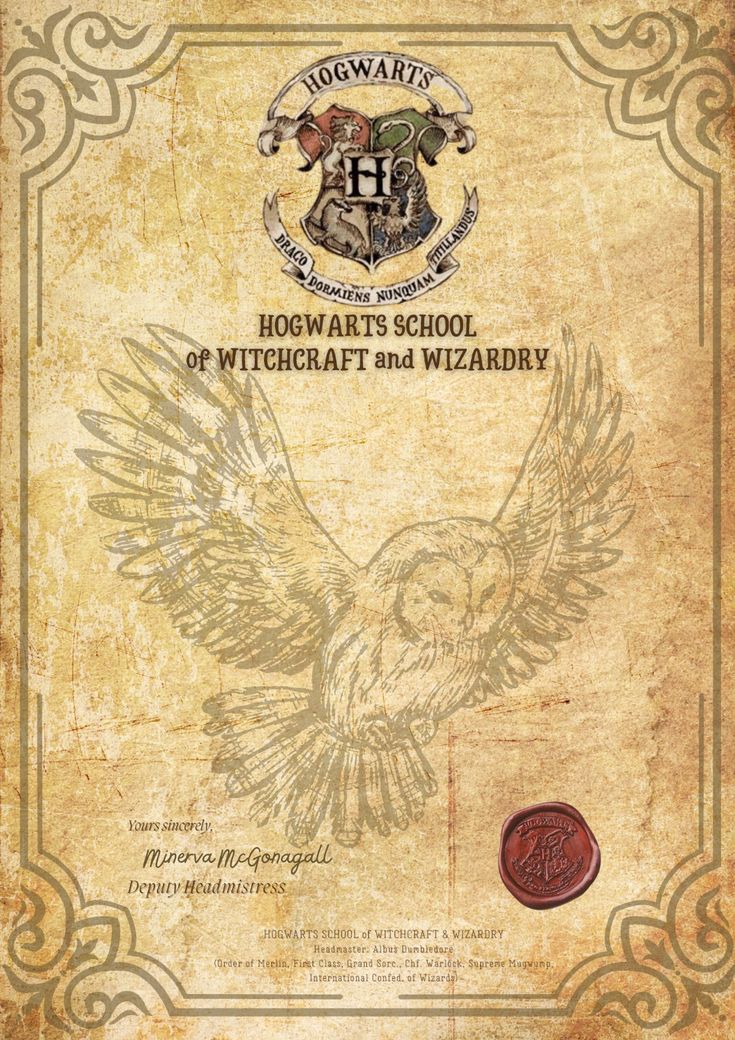 HOGWARTS
H
DRACO DORMIENS NUNQUAM TITILLANDUS
HOGWARTS SCHOOL
of WITCHCRAFT and WIZARDRY
Yours sincerely,
Minerva McGonagall
Deputy Headmistress
HOGWARTS
H
HOGWARTS SCHOOL of WITCHCRAFT & WIZARDRY
Headmaster: Albus Dumbledore
(Order of Merlin, First Class, Grand Sorc., Chf. Warlock, Supreme Mugwump,
International Confed. of Wizards)